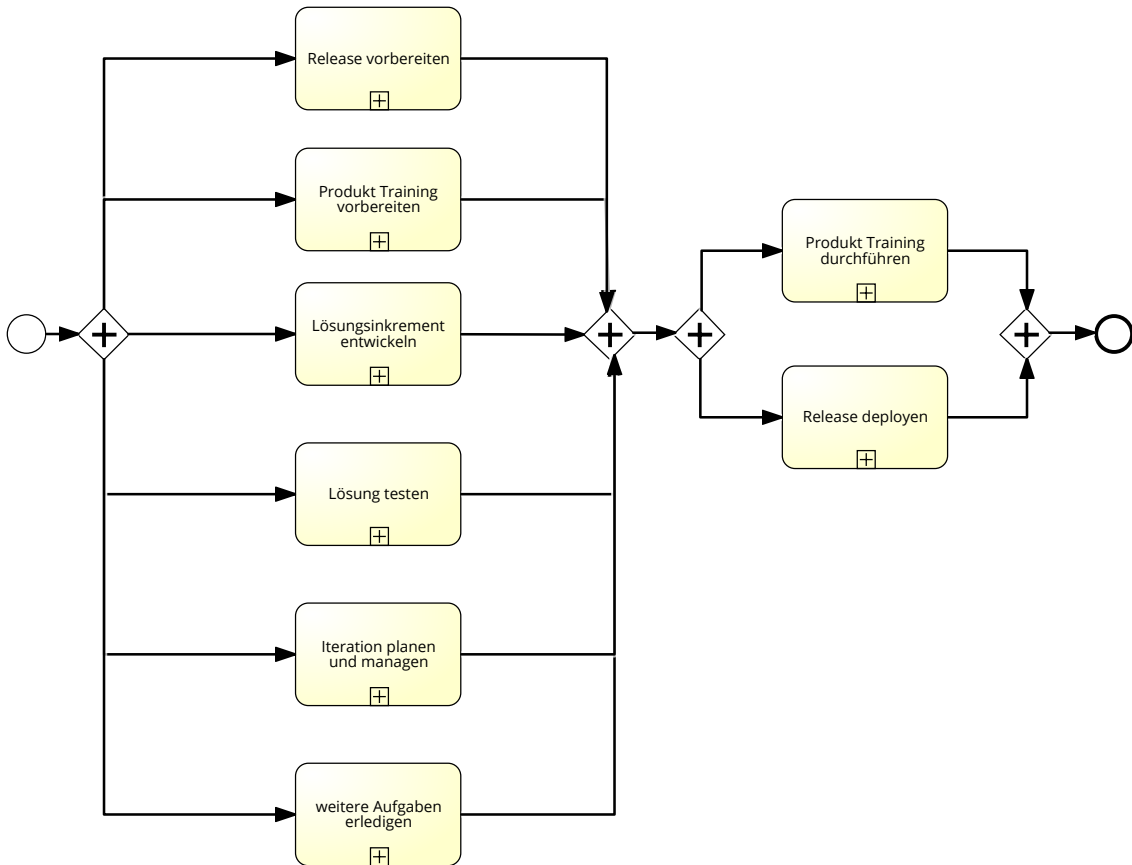 Release vorbereiten
Produkt Training
vorbereiten
Lösungsinkrement
entwickeln
Lösung testen
Iteration planen
und managen
weitere Aufgaben
erledigen
Produkt Training
durchführen
Release deployen